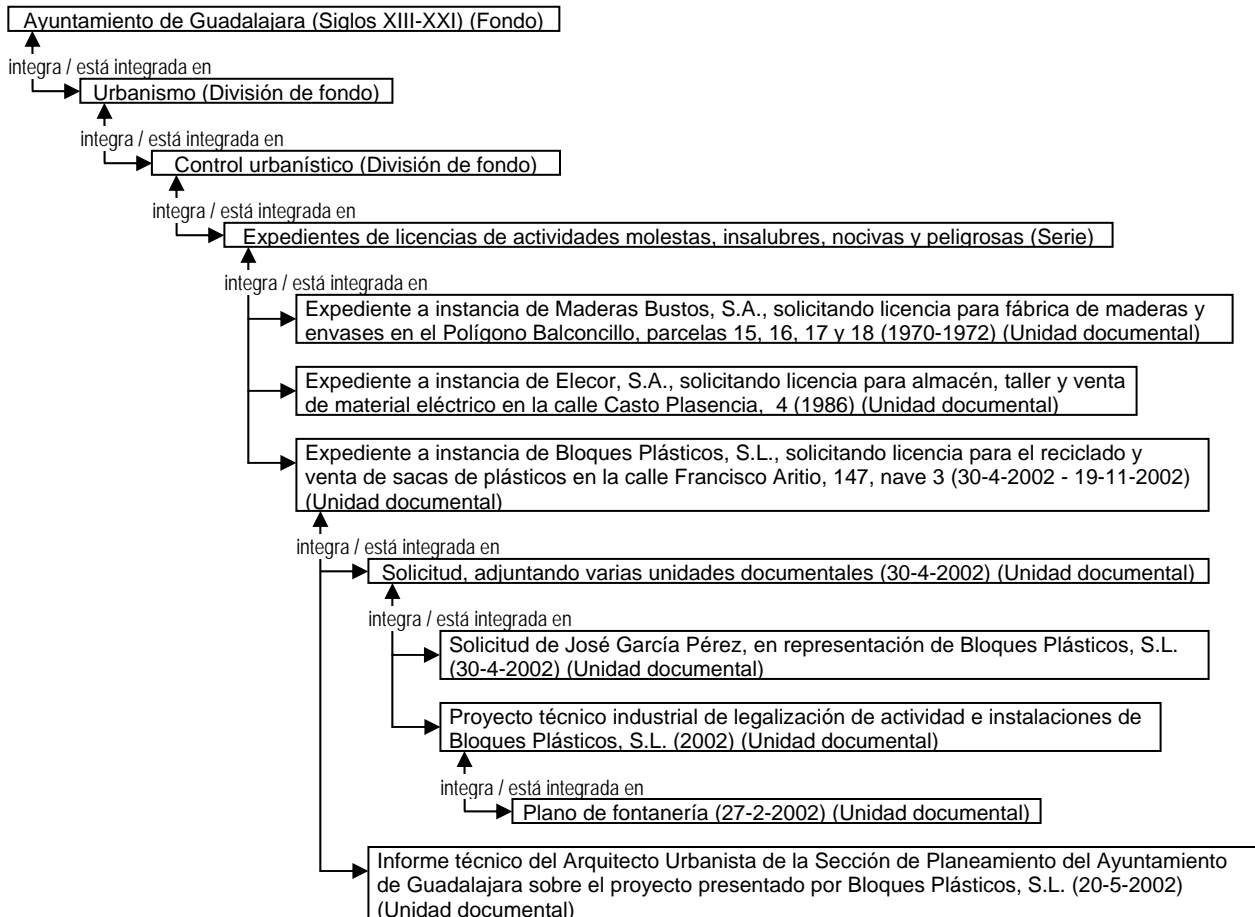 Ayuntamiento de Guadalajara (Siglos XIII-XXI) (Fondo)
integra / está integrada en
Urbanismo (División de fondo)
integra / está integrada en
Control urbanístico (División de fondo)
integra / está integrada en
Expedientes de licencias de actividades molestas, insalubres, nocivas y peligrosas (Serie)
integra / está integrada en
Expediente a instancia de Maderas Bustos, S.A., solicitando licencia para fábrica de maderas y
envases en el Polígono Balconcillo, parcelas 15, 16, 17 y 18 (1970-1972) (Unidad documental)
Expediente a instancia de Elecor, S.A., solicitando licencia para almacén, taller y venta
de material eléctrico en la calle Casto Plasencia, 4 (1986) (Unidad documental)
Expediente a instancia de Bloques Plásticos, S.L., solicitando licencia para el reciclado y
venta de sacas de plásticos en la calle Francisco Aritio, 147, nave 3 (30-4-2002 - 19-11-2002)
(Unidad documental)
integra / está integrada en
Solicitud, adjuntando varias unidades documentales (30-4-2002) (Unidad documental)
integra / está integrada en
Solicitud de José García Pérez, en representación de Bloques Plásticos, S.L.
(30-4-2002) (Unidad documental)
Proyecto técnico industrial de legalización de actividad e instalaciones de
Bloques Plásticos, S.L. (2002) (Unidad documental)
integra / está integrada en
Plano de fontanería (27-2-2002) (Unidad documental)
Informe técnico del Arquitecto Urbanista de la Sección de Planeamiento del Ayuntamiento
de Guadalajara sobre el proyecto presentado por Bloques Plásticos, S.L. (20-5-2002)
(Unidad documental)